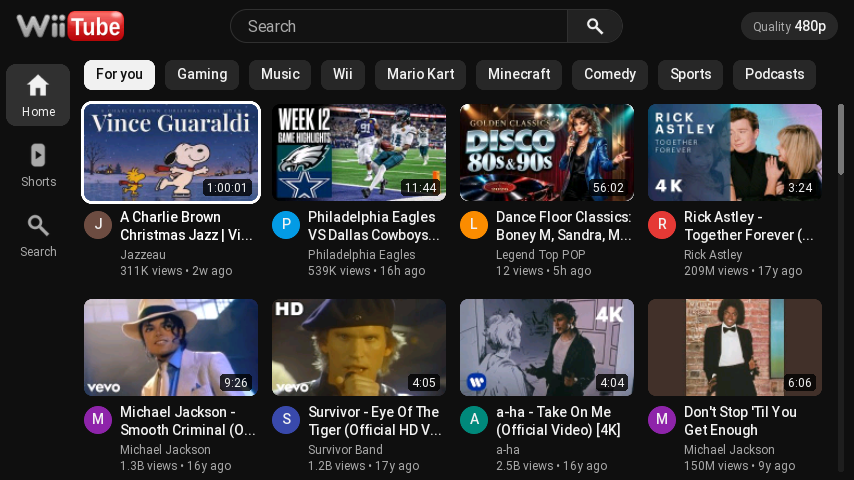 WiiTube
Search
Quality 480p
For you
Gaming
Music
Wii
Mario Kart
Minecraft
Comedy
Sports
Podcasts
Home
Shorts
Search
A CHARLIE BROWN CHRISTMAS
Vince Guaraldi
1:00:01
J
A Charlie Brown
Christmas Jazz | Vi...
Jazzeau
311K views • 2w ago
WEEK 12
GAME HIGHLIGHTS
11:44
P
Philadelphia Eagles
VS Dallas Cowboys...
Philadelphia Eagles
539K views • 16h ago
GOLDEN CLASSICS
DISCO
80s & 90s
56:02
L
Dance Floor Classics:
Boney M, Sandra, M...
Legend Top POP
12 views • 5h ago
RICK
ASTLEY
TOGETHER
FOREVER
4K
3:24
R
Rick Astley -
Together Forever (...
Rick Astley
209M views • 17y ago
vevo
9:26
M
Michael Jackson -
Smooth Criminal (O...
Michael Jackson
1.3B views • 16y ago
HD
vevo
4:05
S
Survivor - Eye Of The
Tiger (Official HD V...
Survivor Band
1.2B views • 17y ago
4K
4:04
A
a-ha - Take On Me
(Official Video) [4K]
a-ha
2.5B views • 16y ago
6:06
M
Don't Stop 'Til You
Get Enough
Michael Jackson
150M views • 9y ago